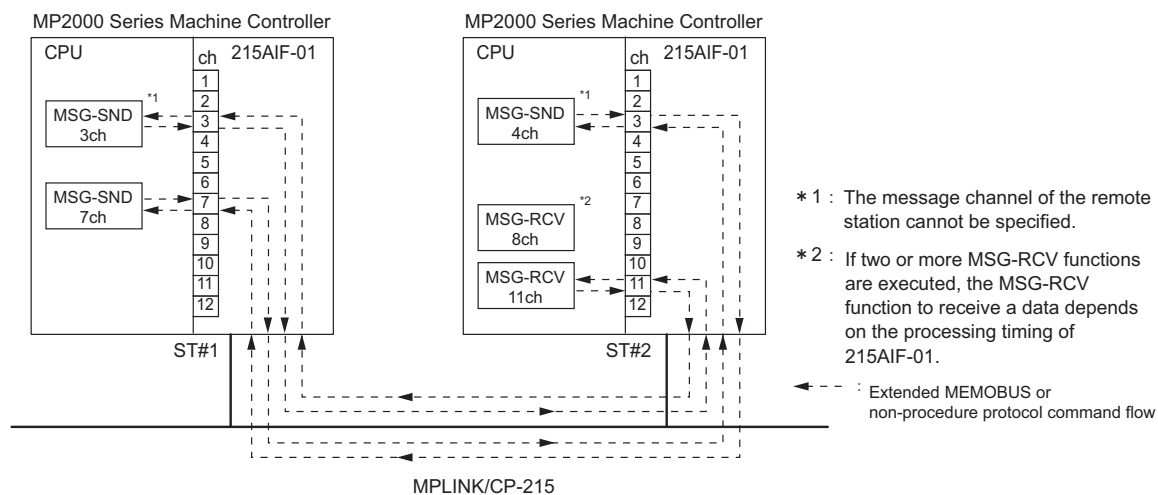 MP2000 Series Machine Controller
CPU
ch
215AIF-01
1
2
3
4
5
6
7
8
9
10
11
12
MSG-SND
3ch
*1
MSG-SND
7ch
ST#1
MP2000 Series Machine Controller
CPU
ch
215AIF-01
1
2
3
4
5
6
7
8
9
10
11
12
MSG-SND
4ch
*1
MSG-RCV
8ch
*2
MSG-RCV
11ch
ST#2
MPLINK/CP-215
*1 : The message channel of the remote
station cannot be specified.
*2 : If two or more MSG-RCV functions
are executed, the MSG-RCV
function to receive a data depends
on the processing timing of
215AIF-01.
: Extended MEMOBUS or
non-procedure protocol command flow